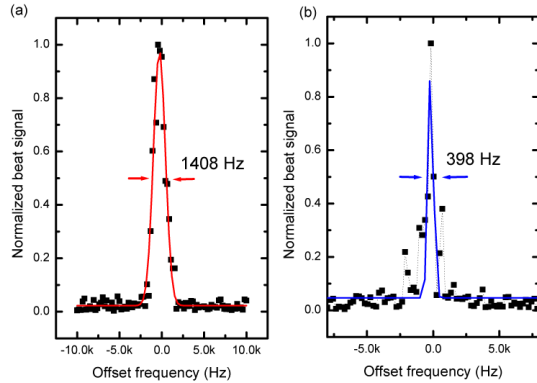 (a)
Normalized beat signal
1.0
0.8
0.6
0.4
0.2
0.0
1408 Hz
-10.0k -5.0k 0.0 5.0k 10.0k
Offset frequency (Hz)
(b)
Normalized beat signal
1.0
0.8
0.6
0.4
0.2
0.0
398 Hz
-5.0k 0.0 5.0k
Offset frequency (Hz)